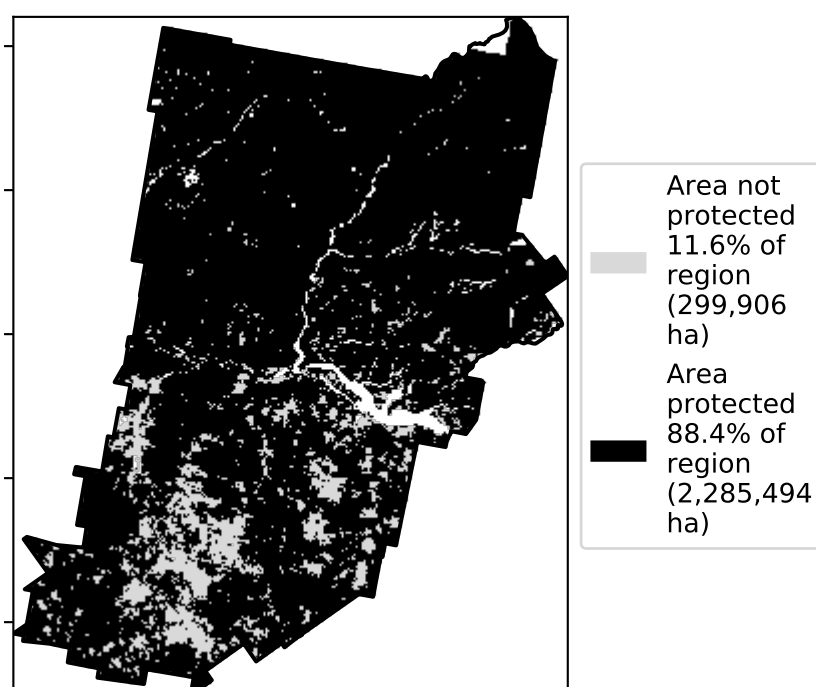 Area not
protected
11.6% of
region
(299,906
ha)
Area
protected
88.4% of
region
(2,285,494
ha)